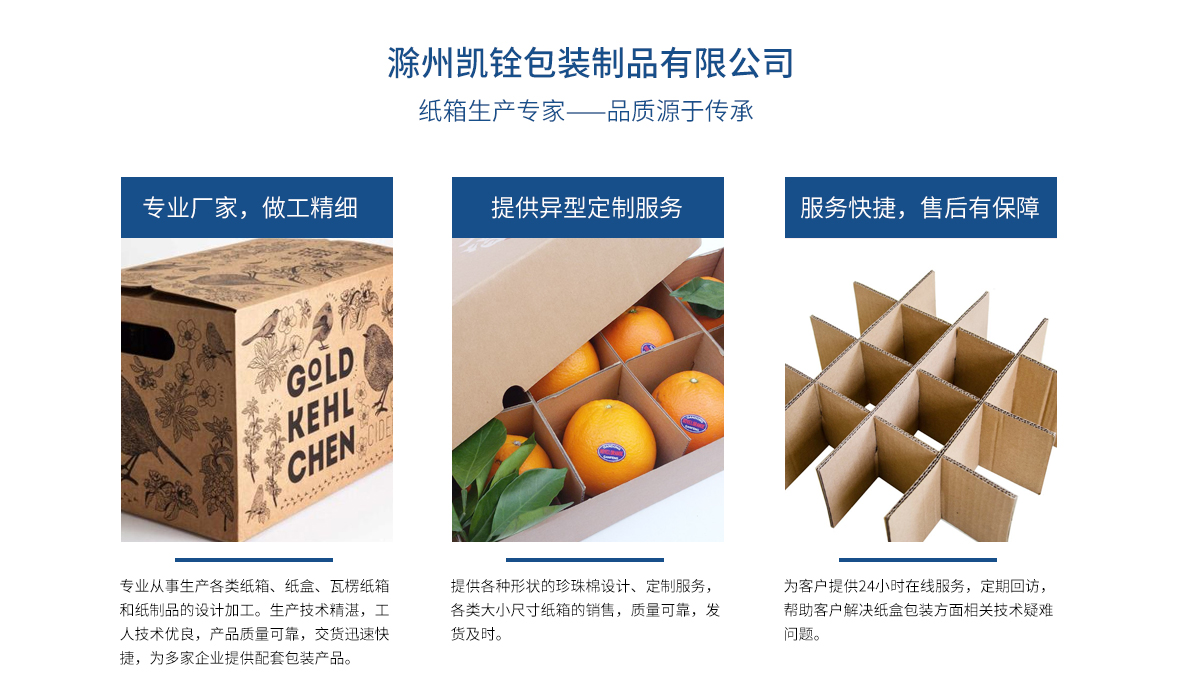 滁州凯铨包装制品有限公司
纸箱生产专家——品质源于传承
专业厂家，做工精细
提供异型定制服务
服务快捷，售后有保障
GOLD
KEHL
CHEN
CIDE
专业从事生产各类纸箱、纸盒、瓦楞纸箱
和纸制品的设计加工。生产技术精湛，工
人技术优良，产品质量可靠，交货迅速快
捷，为多家企业提供配套包装产品。
提供各种形状的珍珠棉设计、定制服务，
各类大小尺寸纸箱的销售，质量可靠，发
货及时。
为客户提供24小时在线服务，定期回访，
帮助客户解决纸盒包装方面相关技术疑难
问题。